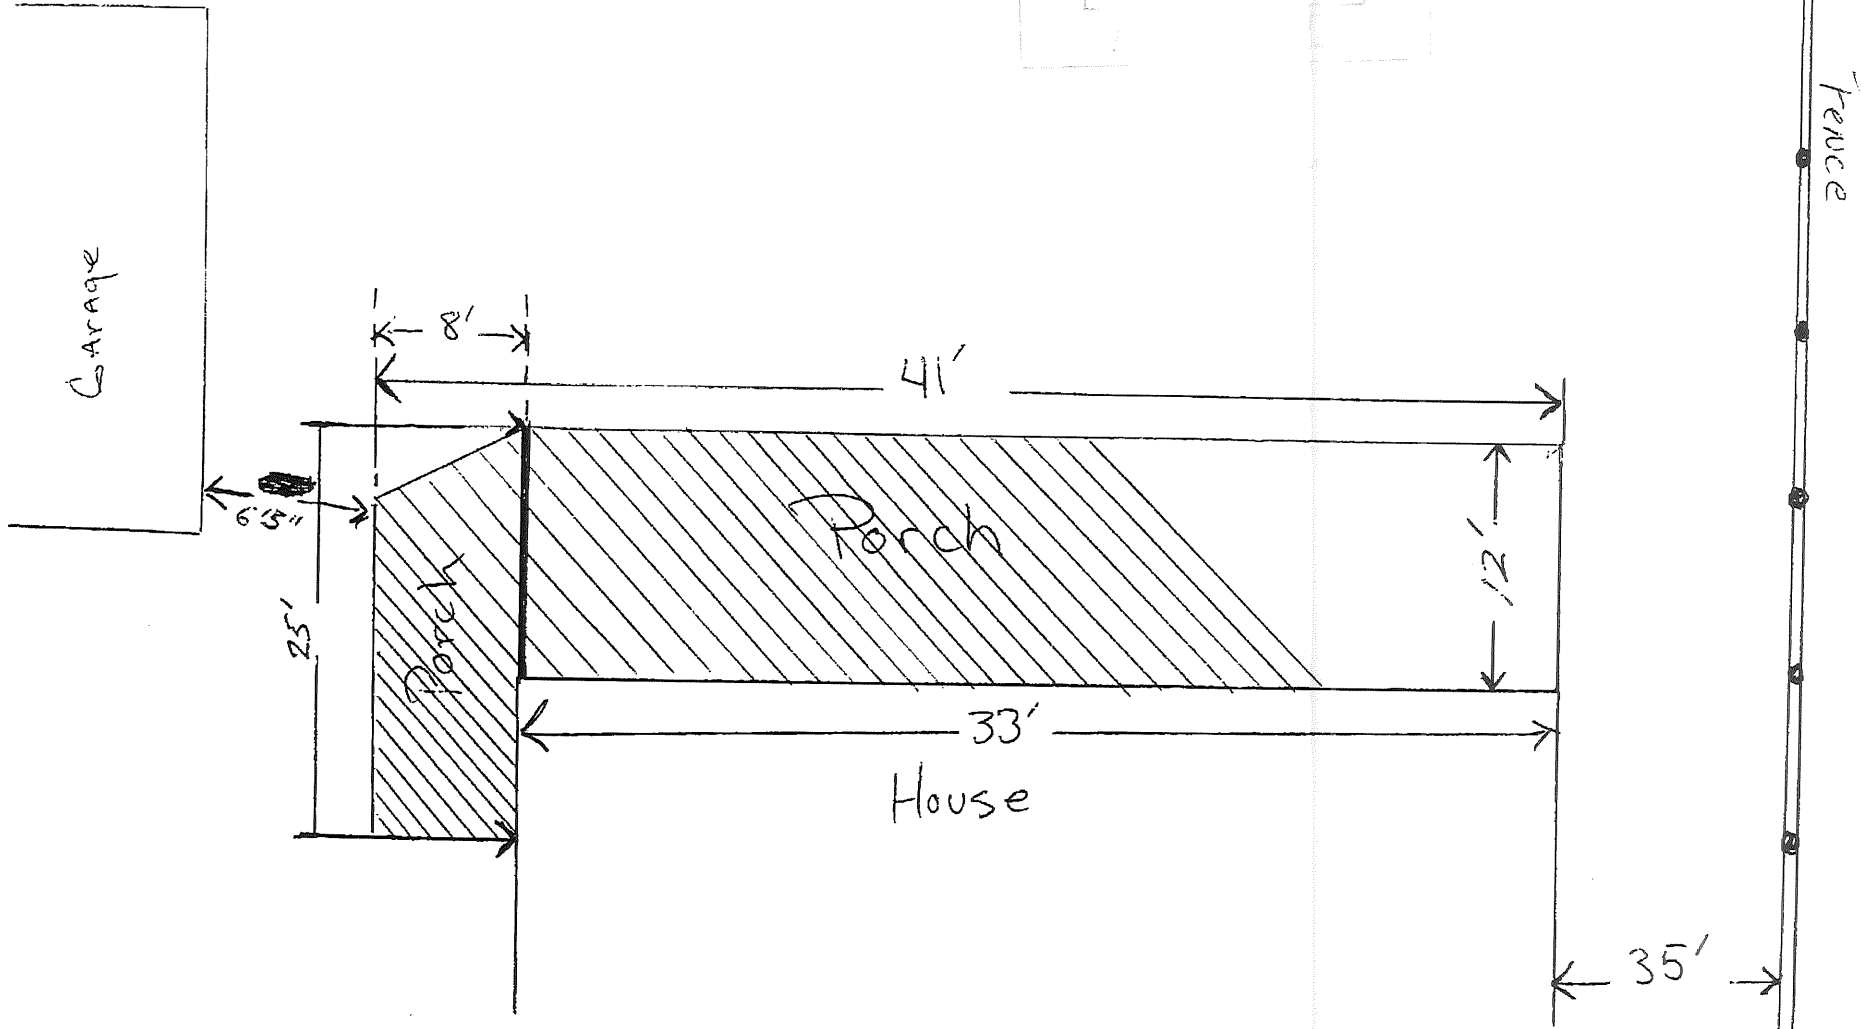 Fence
Garage
8'
41'
6'5"
Porch
Porch
12'
25'
33'
House
35'